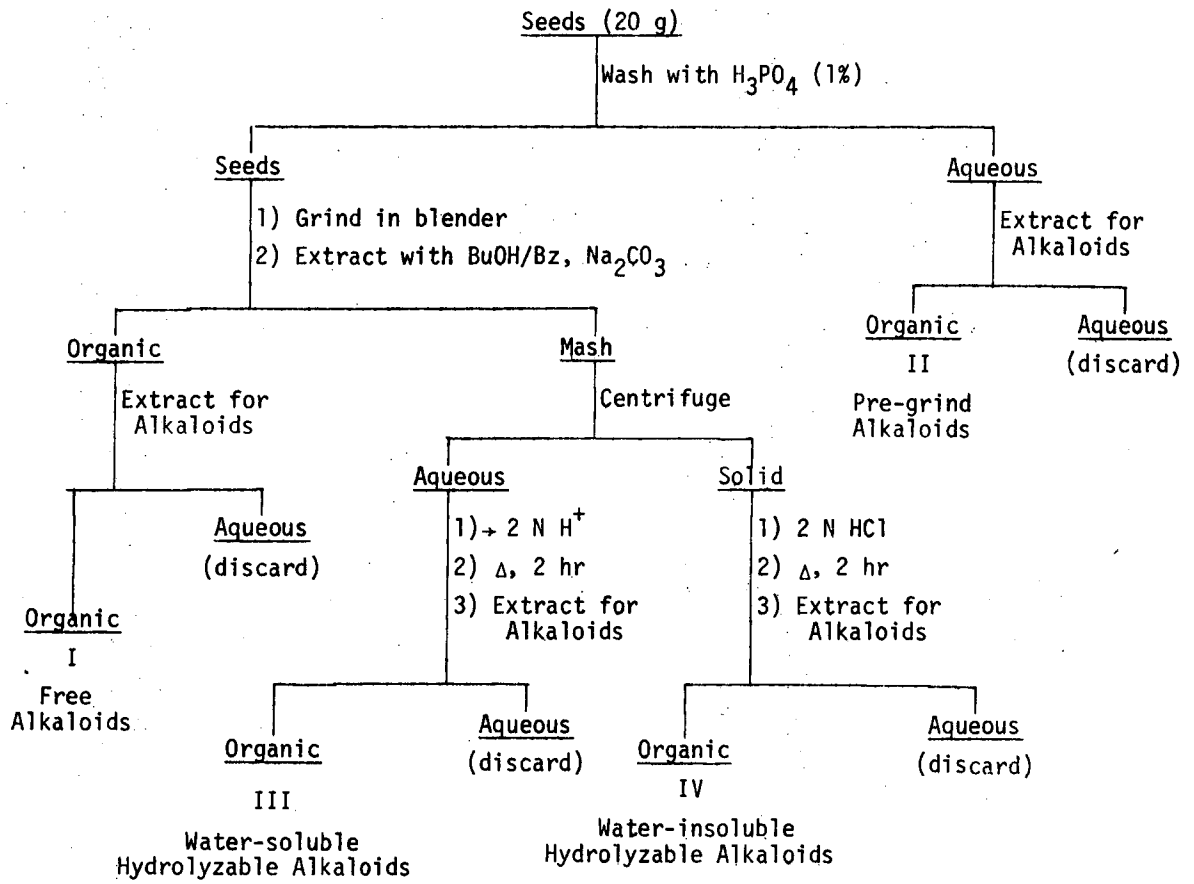 Seeds (20 g)
Wash with H₃PO₄ (1%)
Seeds
Aqueous
1) Grind in blender
2) Extract with BuOH/Bz, Na₂CO₃
Extract for
Alkaloids
Organic
Mash
Organic
II
Pre-grind
Alkaloids
Aqueous
(discard)
Extract for
Alkaloids
Centrifuge
Aqueous
Solid
Aqueous
(discard)
1)→ 2 N H⁺
2) Δ, 2 hr
3) Extract for
Alkaloids
1) 2 N HCl
2) Δ, 2 hr
3) Extract for
Alkaloids
Organic
I
Free
Alkaloids
Organic
III
Water-soluble
Hydrolyzable Alkaloids
Aqueous
(discard)
Organic
IV
Water-insoluble
Hydrolyzable Alkaloids
Aqueous
(discard)